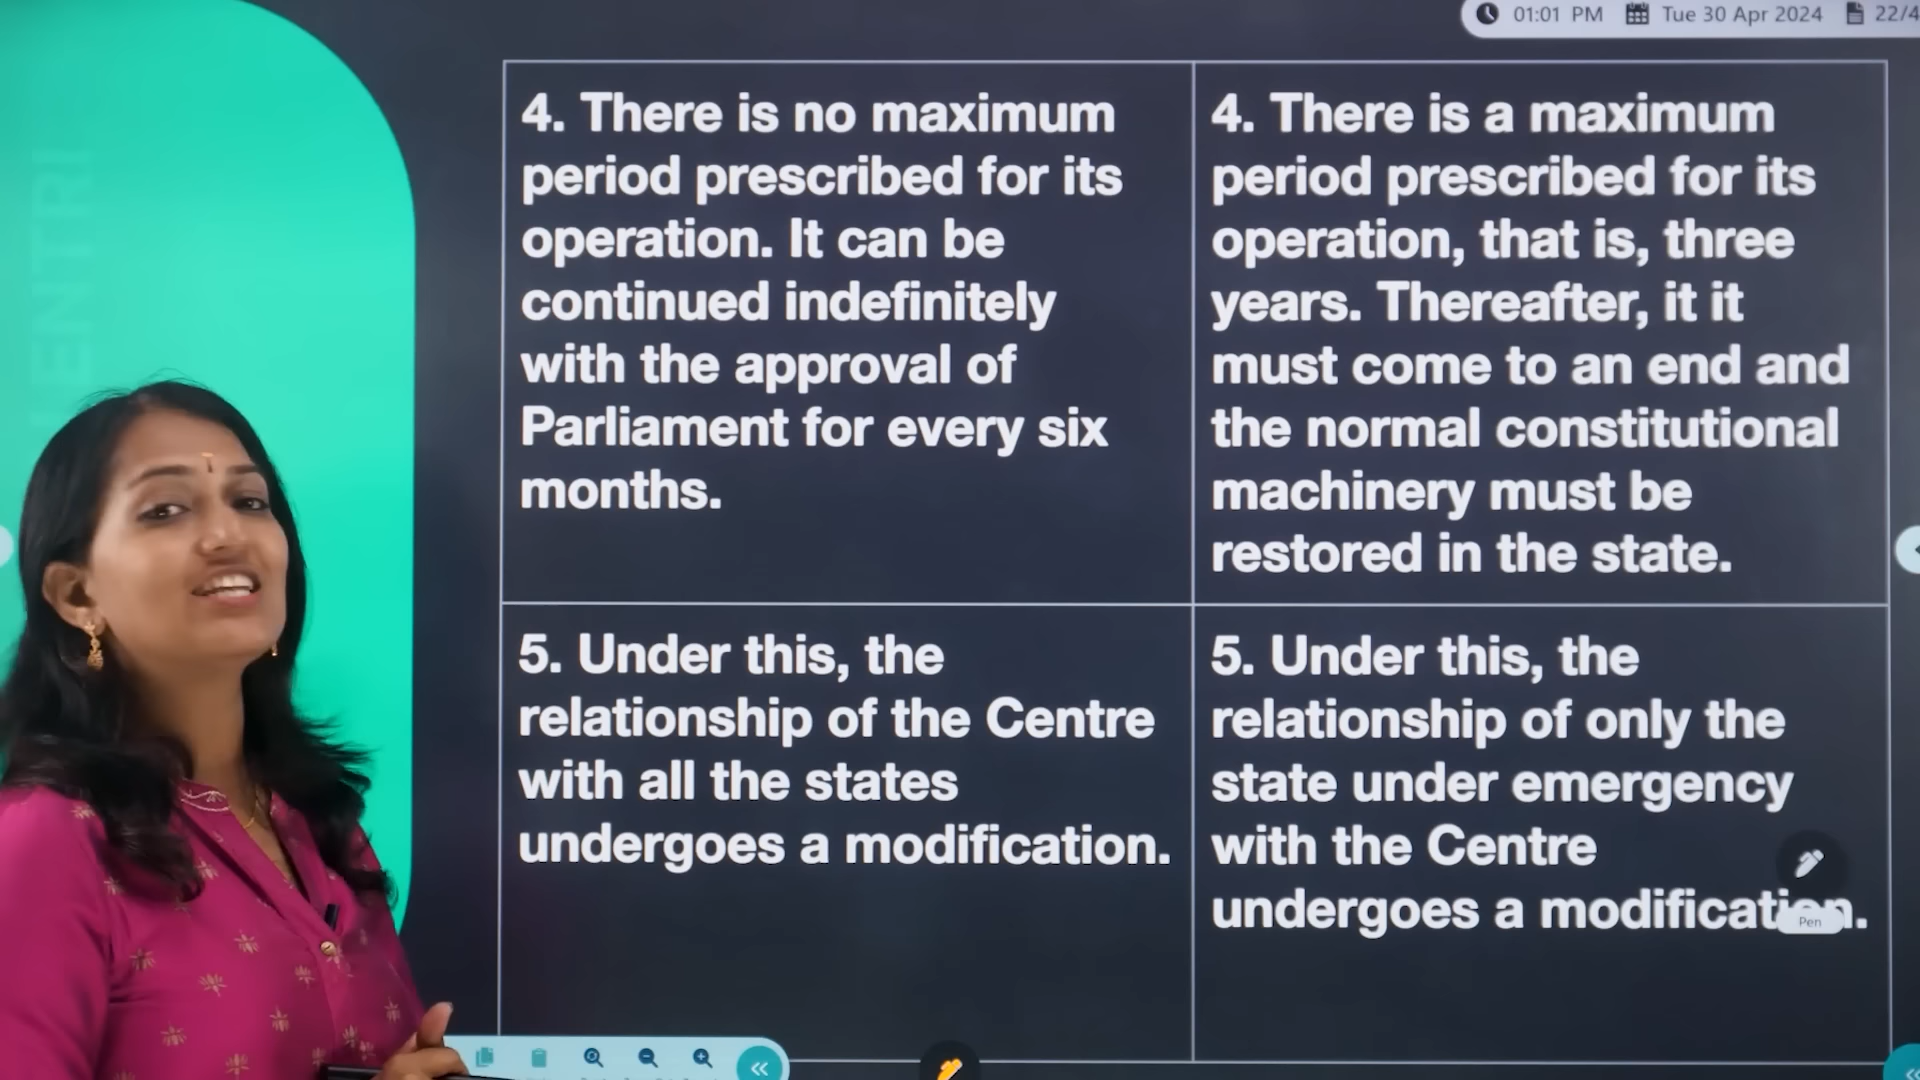 01:01 PM Tue 30 Apr 2024 22/4
ENTRI
4. There is no maximum
period prescribed for its
operation. It can be
continued indefinitely
with the approval of
Parliament for every six
months.
4. There is a maximum
period prescribed for its
operation, that is, three
years. Thereafter, it it
must come to an end and
the normal constitutional
machinery must be
restored in the state.
5. Under this, the
relationship of the Centre
with all the states
undergoes a modification.
5. Under this, the
relationship of only the
state under emergency
with the Centre
undergoes a modification.
Pen